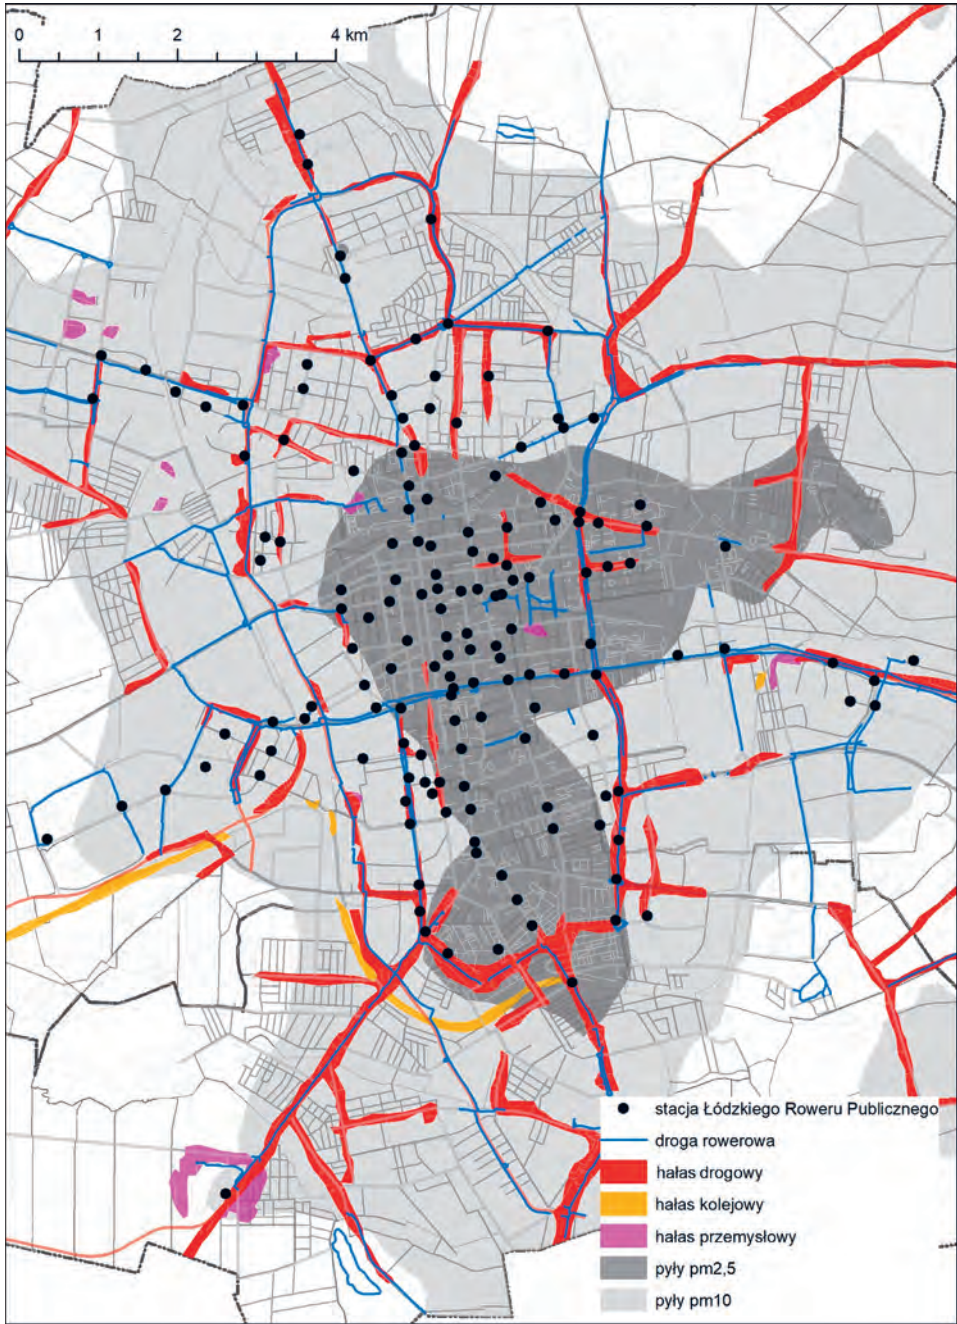 0 1 2 4 km
stacja Łódzkiego Roweru Publicznego
droga rowerowa
hałas drogowy
hałas kolejowy
hałas przemysłowy
pyły pm2,5
pyły pm10